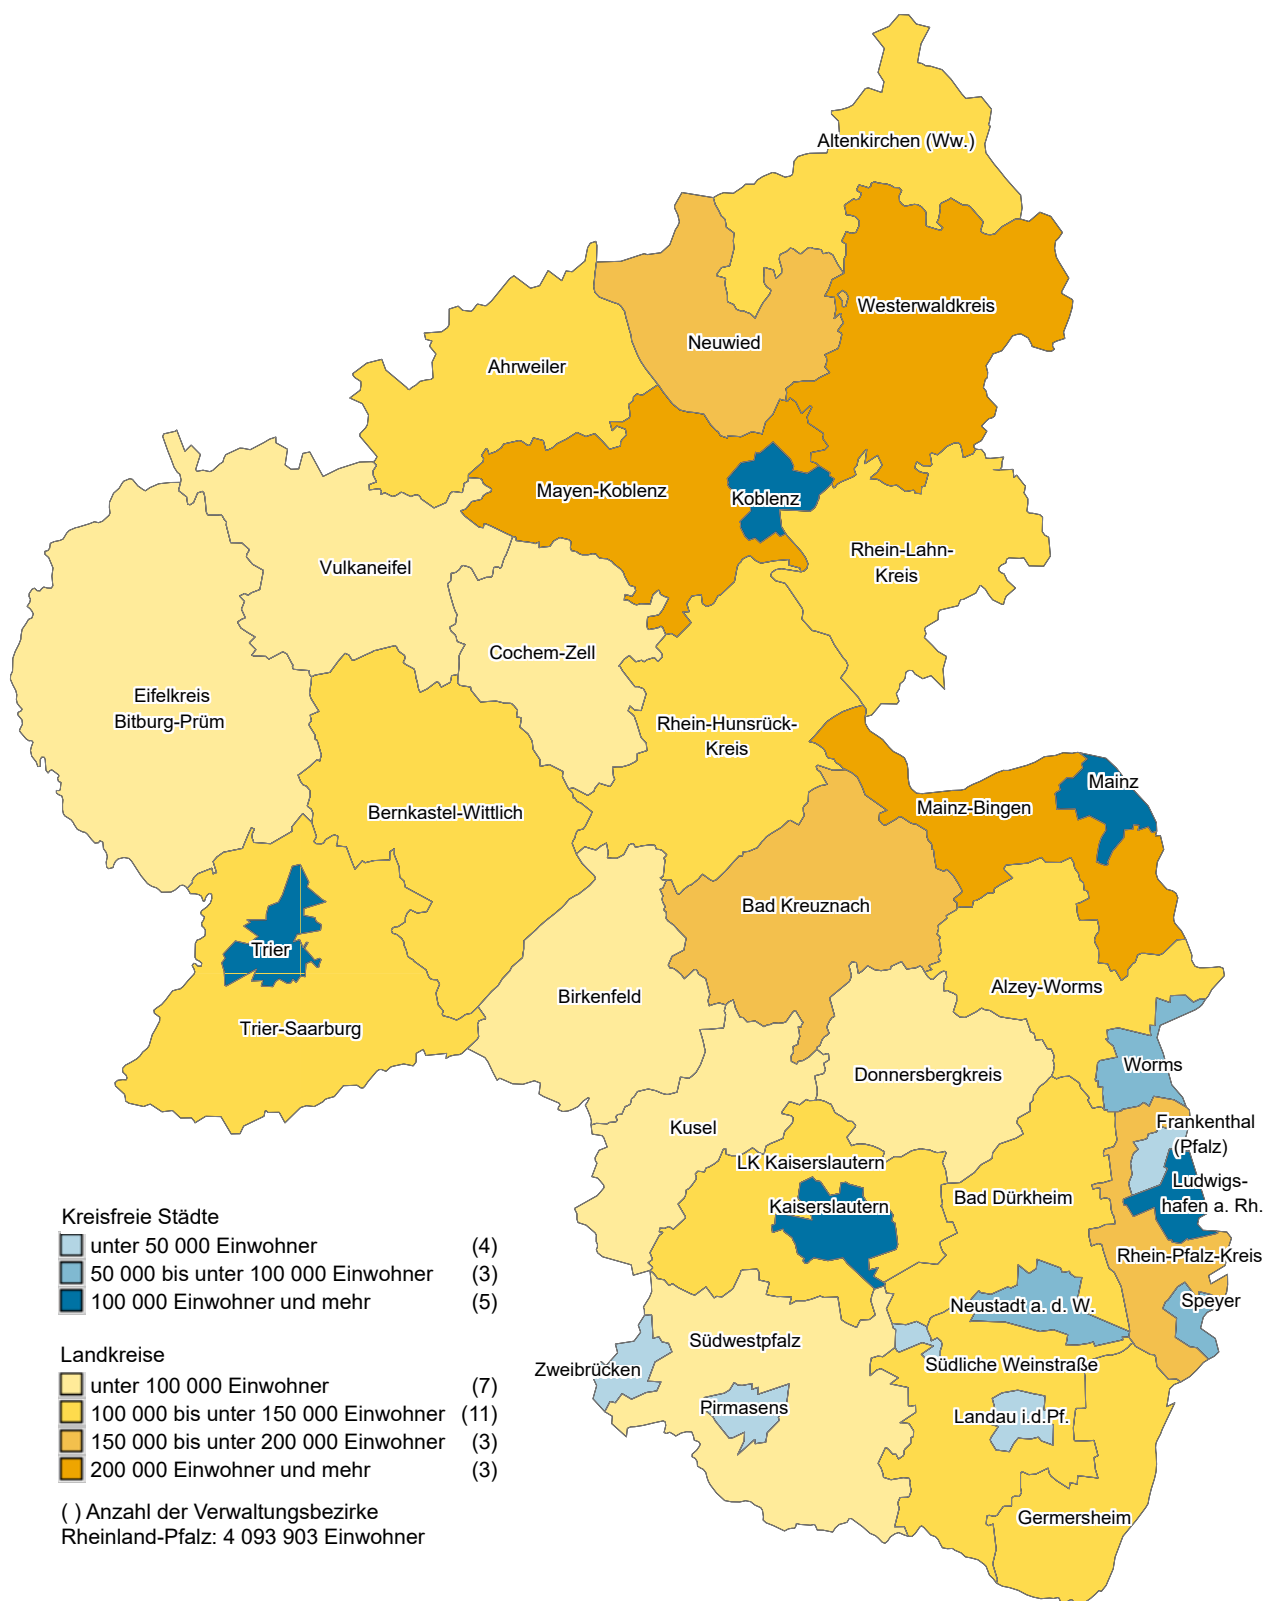 Altenkirchen (Ww.)
Westerwaldkreis
Neuwied
Ahrweiler
Mayen-Koblenz
Koblenz
Rhein-Lahn-
Kreis
Vulkaneifel
Cochem-Zell
Eifelkreis
Bitburg-Prüm
Rhein-Hunsrück-
Kreis
Mainz
Mainz-Bingen
Bernkastel-Wittlich
Bad Kreuznach
Trier
Alzey-Worms
Birkenfeld
Trier-Saarburg
Worms
Donnersbergkreis
Frankenthal
(Pfalz)
Kusel
LK Kaiserslautern
Ludwigs-
hafen a. Rh.
Bad Dürkheim
Kaiserslautern
Rhein-Pfalz-Kreis
Speyer
Neustadt a. d. W.
Südwestpfalz
Südliche Weinstraße
Zweibrücken
Pirmasens
Landau i.d.Pf.
Germersheim
Kreisfreie Städte
unter 50 000 Einwohner (4)
50 000 bis unter 100 000 Einwohner (3)
100 000 Einwohner und mehr (5)
Landkreise
unter 100 000 Einwohner (7)
100 000 bis unter 150 000 Einwohner (11)
150 000 bis unter 200 000 Einwohner (3)
200 000 Einwohner und mehr (3)
( ) Anzahl der Verwaltungsbezirke
Rheinland-Pfalz: 4 093 903 Einwohner